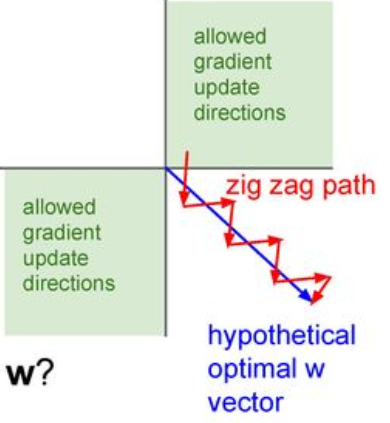 allowed
gradient
update
directions
zig zag path
allowed
gradient
update
directions
hypothetical
optimal w
vector
w?